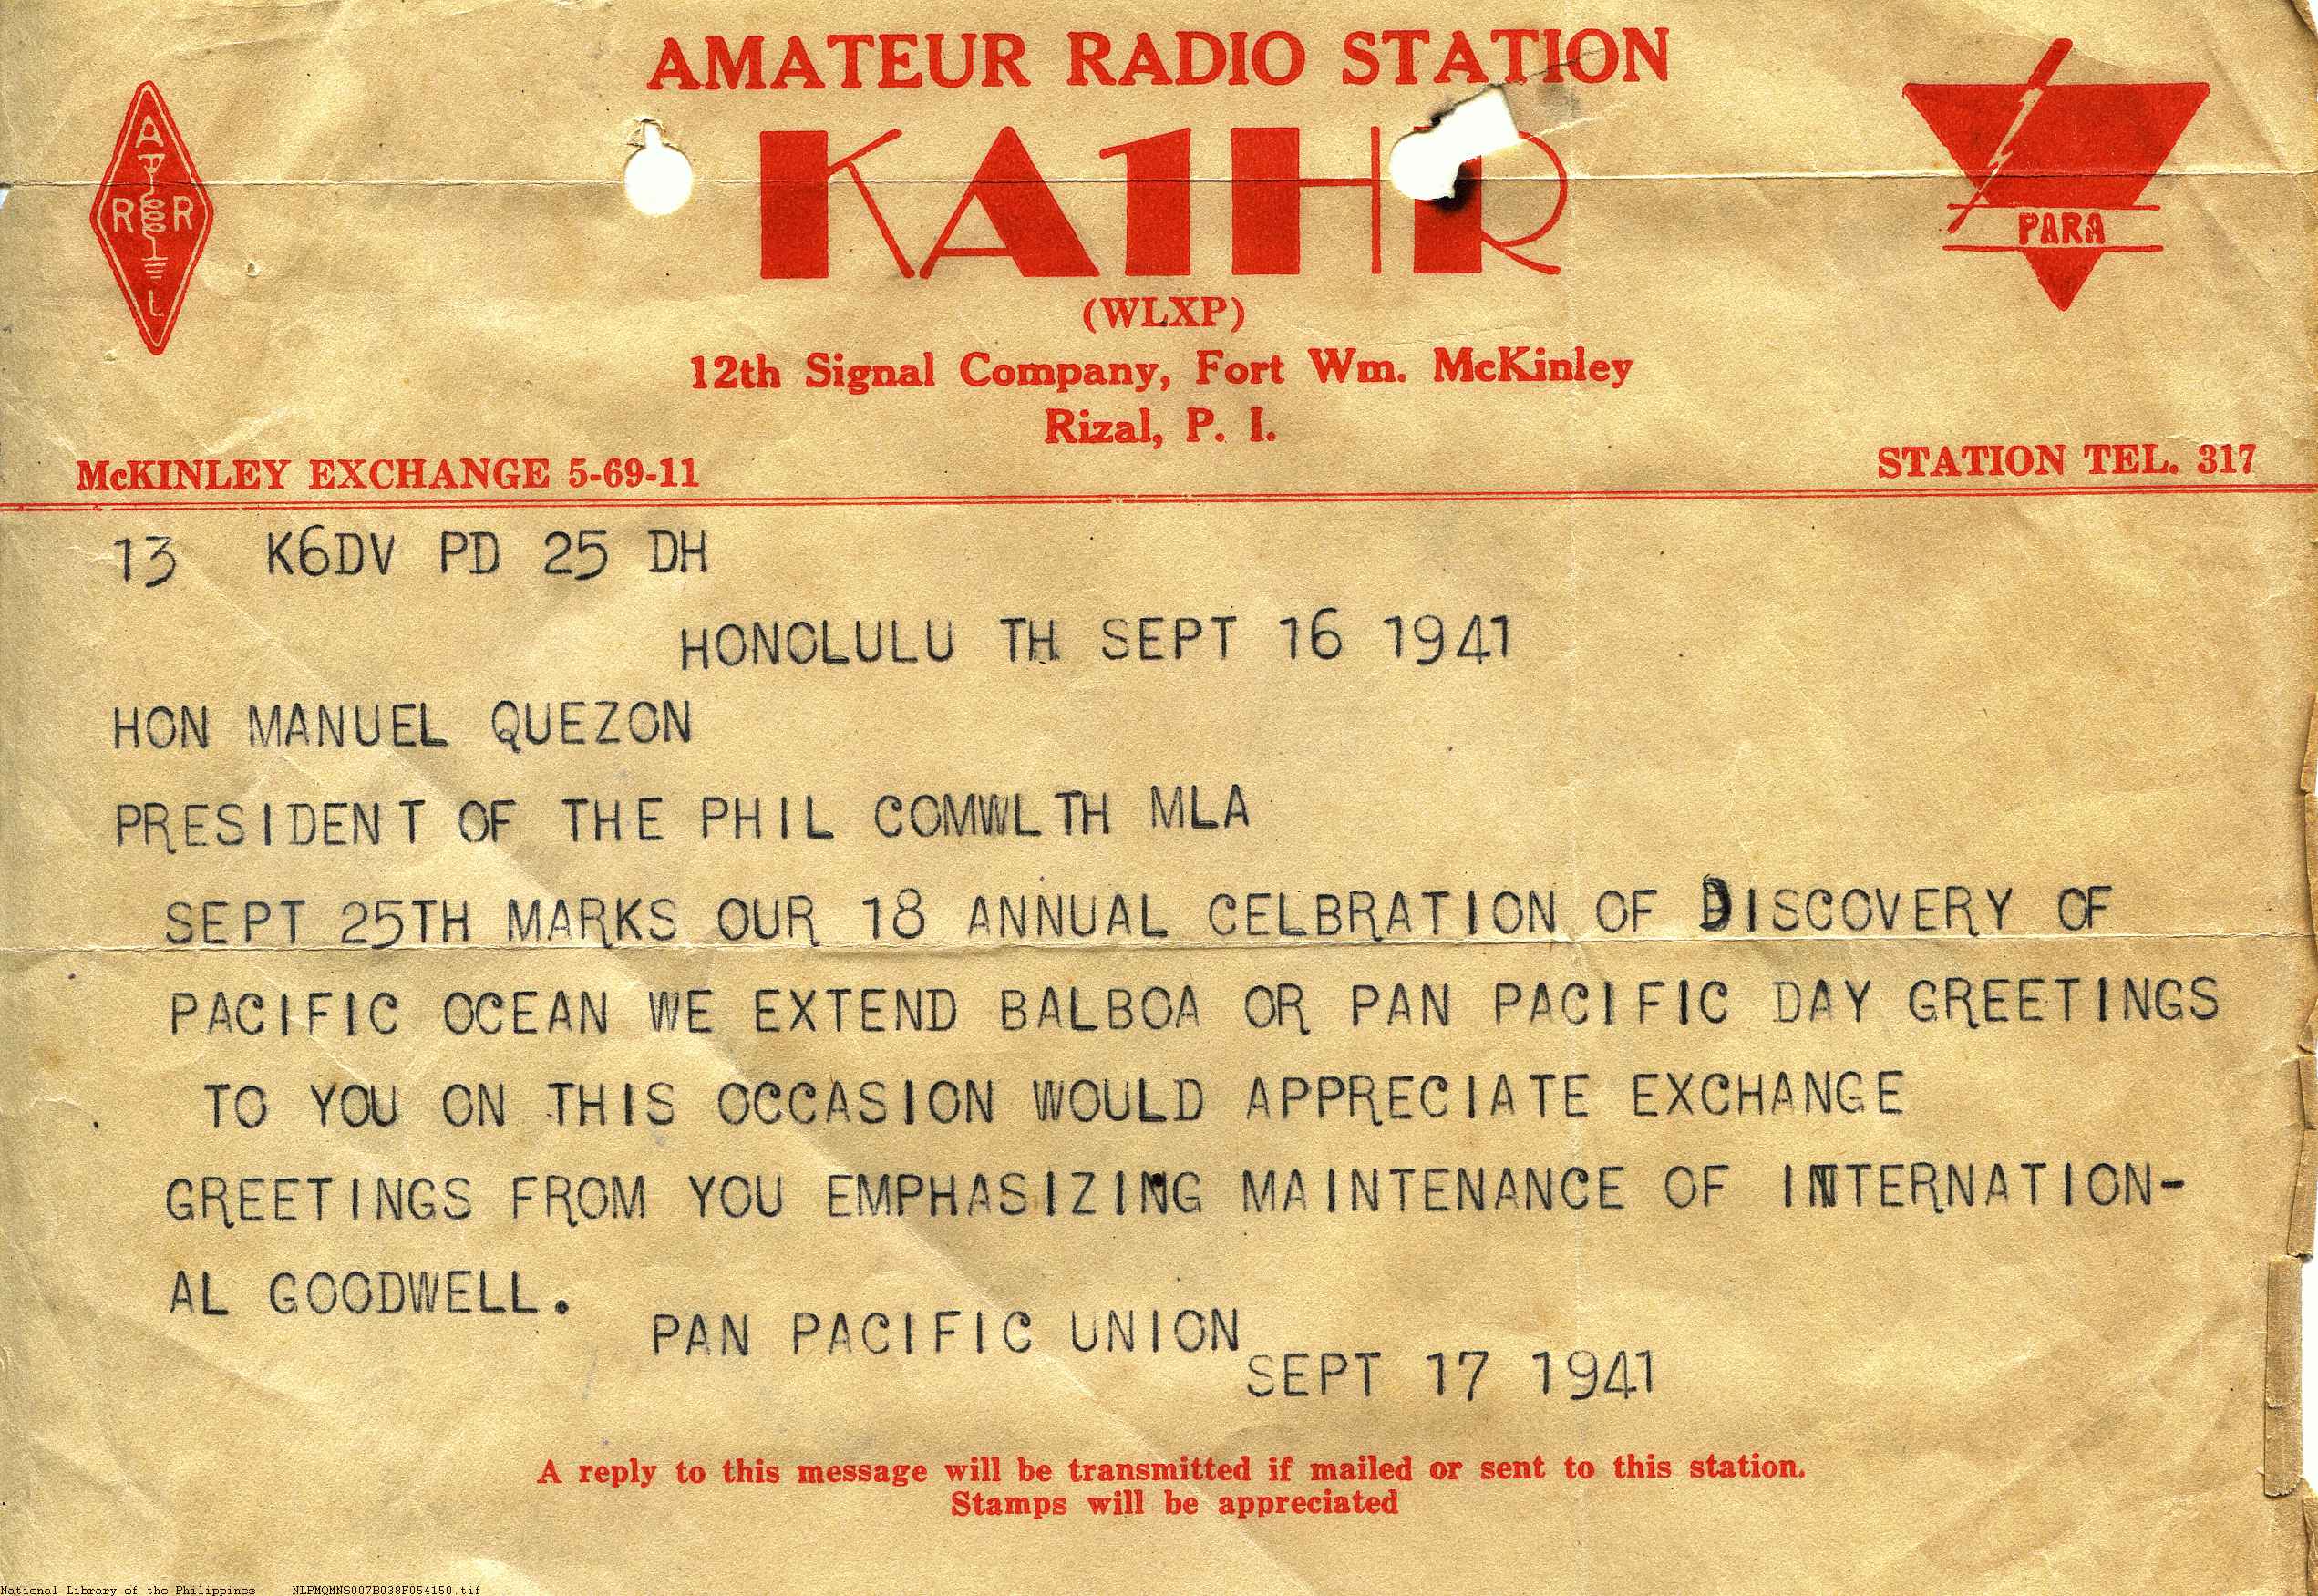 AMATEUR RADIO STATION
KA1HR
(WLXP)
12th Signal Company, Fort Wm. McKinley
Rizal, P. I.
McKINLEY EXCHANGE 5-69-11
STATION TEL. 317
A
R R
L
PARA
13 K6DV PD 25 DH
HONOLULU TH SEPT 16 1941
HON MANUEL QUEZON
PRESIDENT OF THE PHIL COMWLTH MLA
SEPT 25TH MARKS OUR 18 ANNUAL CELBRATION OF DISCOVERY OF
PACIFIC OCEAN WE EXTEND BALBOA OR PAN PACIFIC DAY GREETINGS
TO YOU ON THIS OCCASION WOULD APPRECIATE EXCHANGE
GREETINGS FROM YOU EMPHASIZING MAINTENANCE OF INTERNATION-
AL GOODWELL.
PAN PACIFIC UNION
SEPT 17 1941
A reply to this message will be transmitted if mailed or sent to this station.
Stamps will be appreciated
National Library of the Philippines NLPMQMNS007B038F054150.tif